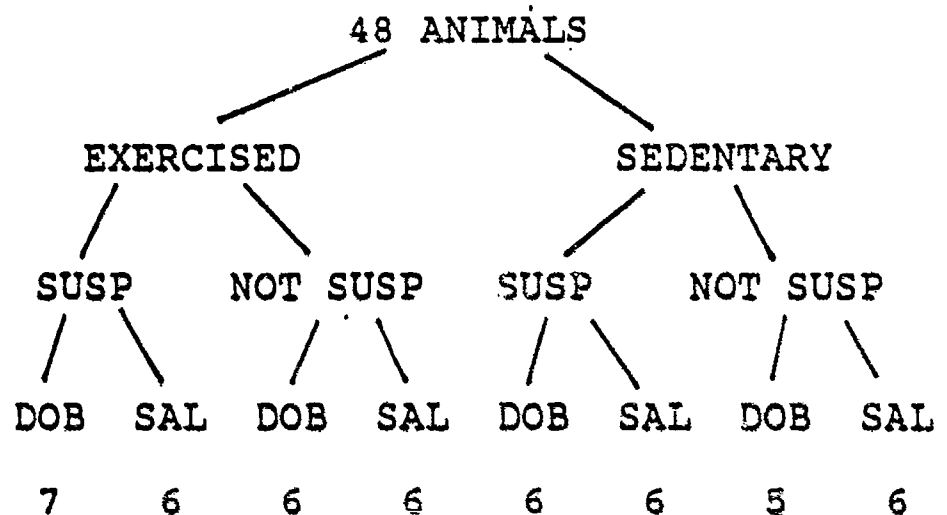 48 ANIMALS
EXERCISED SEDENTARY
SUSP NOT SUSP SUSP NOT SUSP
DOB SAL DOB SAL DOB SAL DOB SAL
7 6 6 6 6 6 5 6